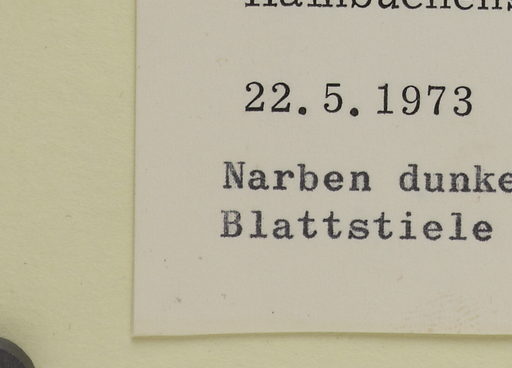 22.5.1973
Narben dunke
Blattstiele